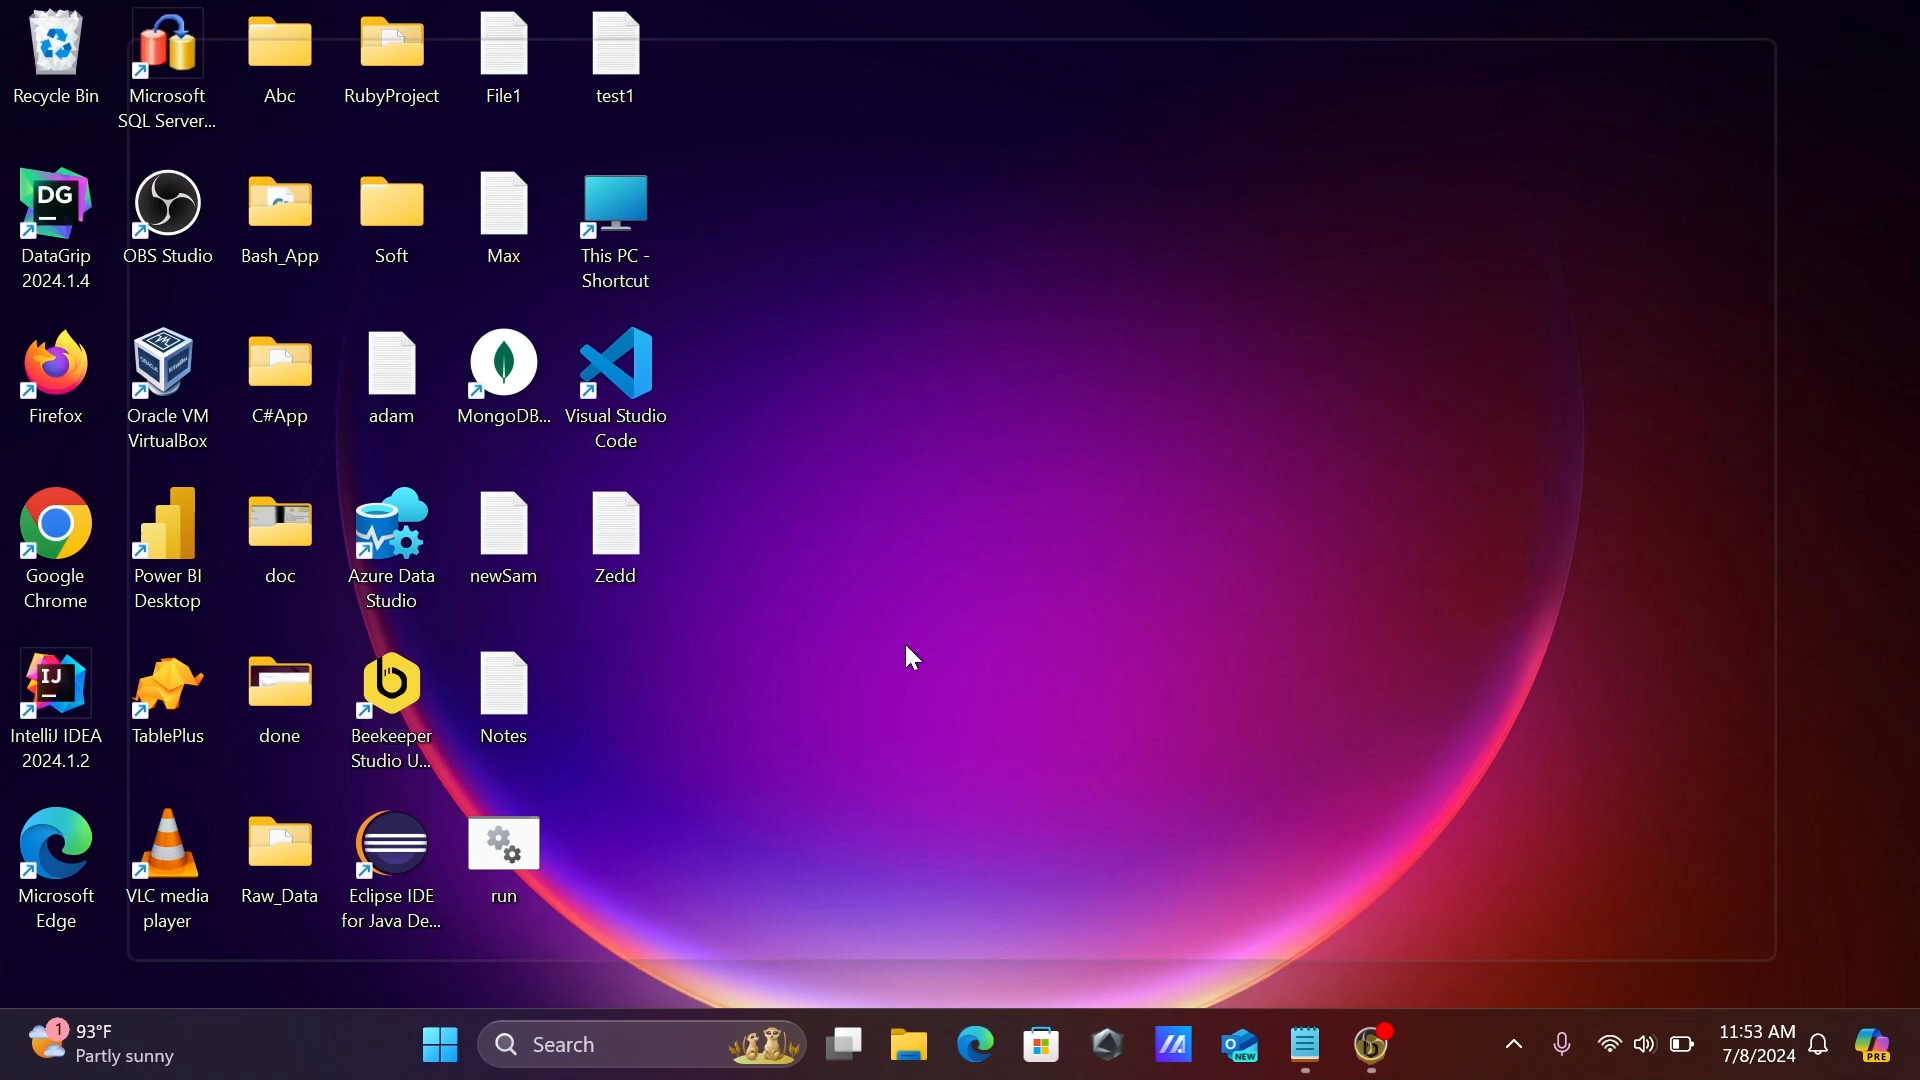 Recycle Bin
Microsoft
SQL Server...
Abc
RubyProject
File1
test1
DG
DataGrip
2024.1.4
OBS Studio
Bash_App
Soft
Max
This PC -
Shortcut
Firefox
Oracle VM
VirtualBox
C#App
adam
MongoDB...
Visual Studio
Code
Google
Chrome
Power BI
Desktop
doc
Azure Data
Studio
newSam
Zedd
IJ
IntelliJ IDEA
2024.1.2
TablePlus
done
Beekeeper
Studio U...
Notes
Microsoft
Edge
VLC media
player
Raw_Data
Eclipse IDE
for Java De...
run
1
93°F
Partly sunny
Search
NEW
11:53 AM
7/8/2024
PRE